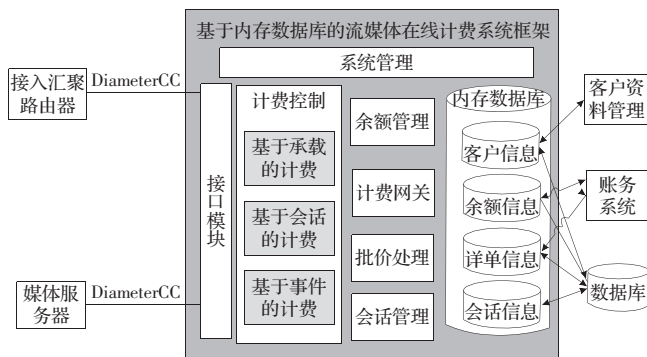 基于内存数据库的流媒体在线计费系统框架
系统管理
接入汇聚
路由器
DiameterCC
媒体服
务器
DiameterCC
接口模块
计费控制
基于承载
的计费
基于会话
的计费
基于事件
的计费
余额管理
计费网关
批价处理
会话管理
内存数据库
客户信息
余额信息
详单信息
会话信息
客户资
料管理
账务
系统
数据库